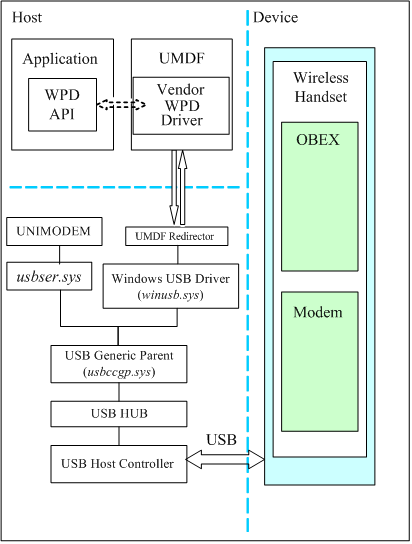 Host
Device
Application
WPD
API
UMDF
Vendor
WPD
Driver
Wireless
Handset
OBEX
Modem
UNIMODEM
usbser.sys
UMDF Redirector
Windows USB Driver
(winusb.sys)
USB Generic Parent
(usbccgp.sys)
USB HUB
USB Host Controller
USB